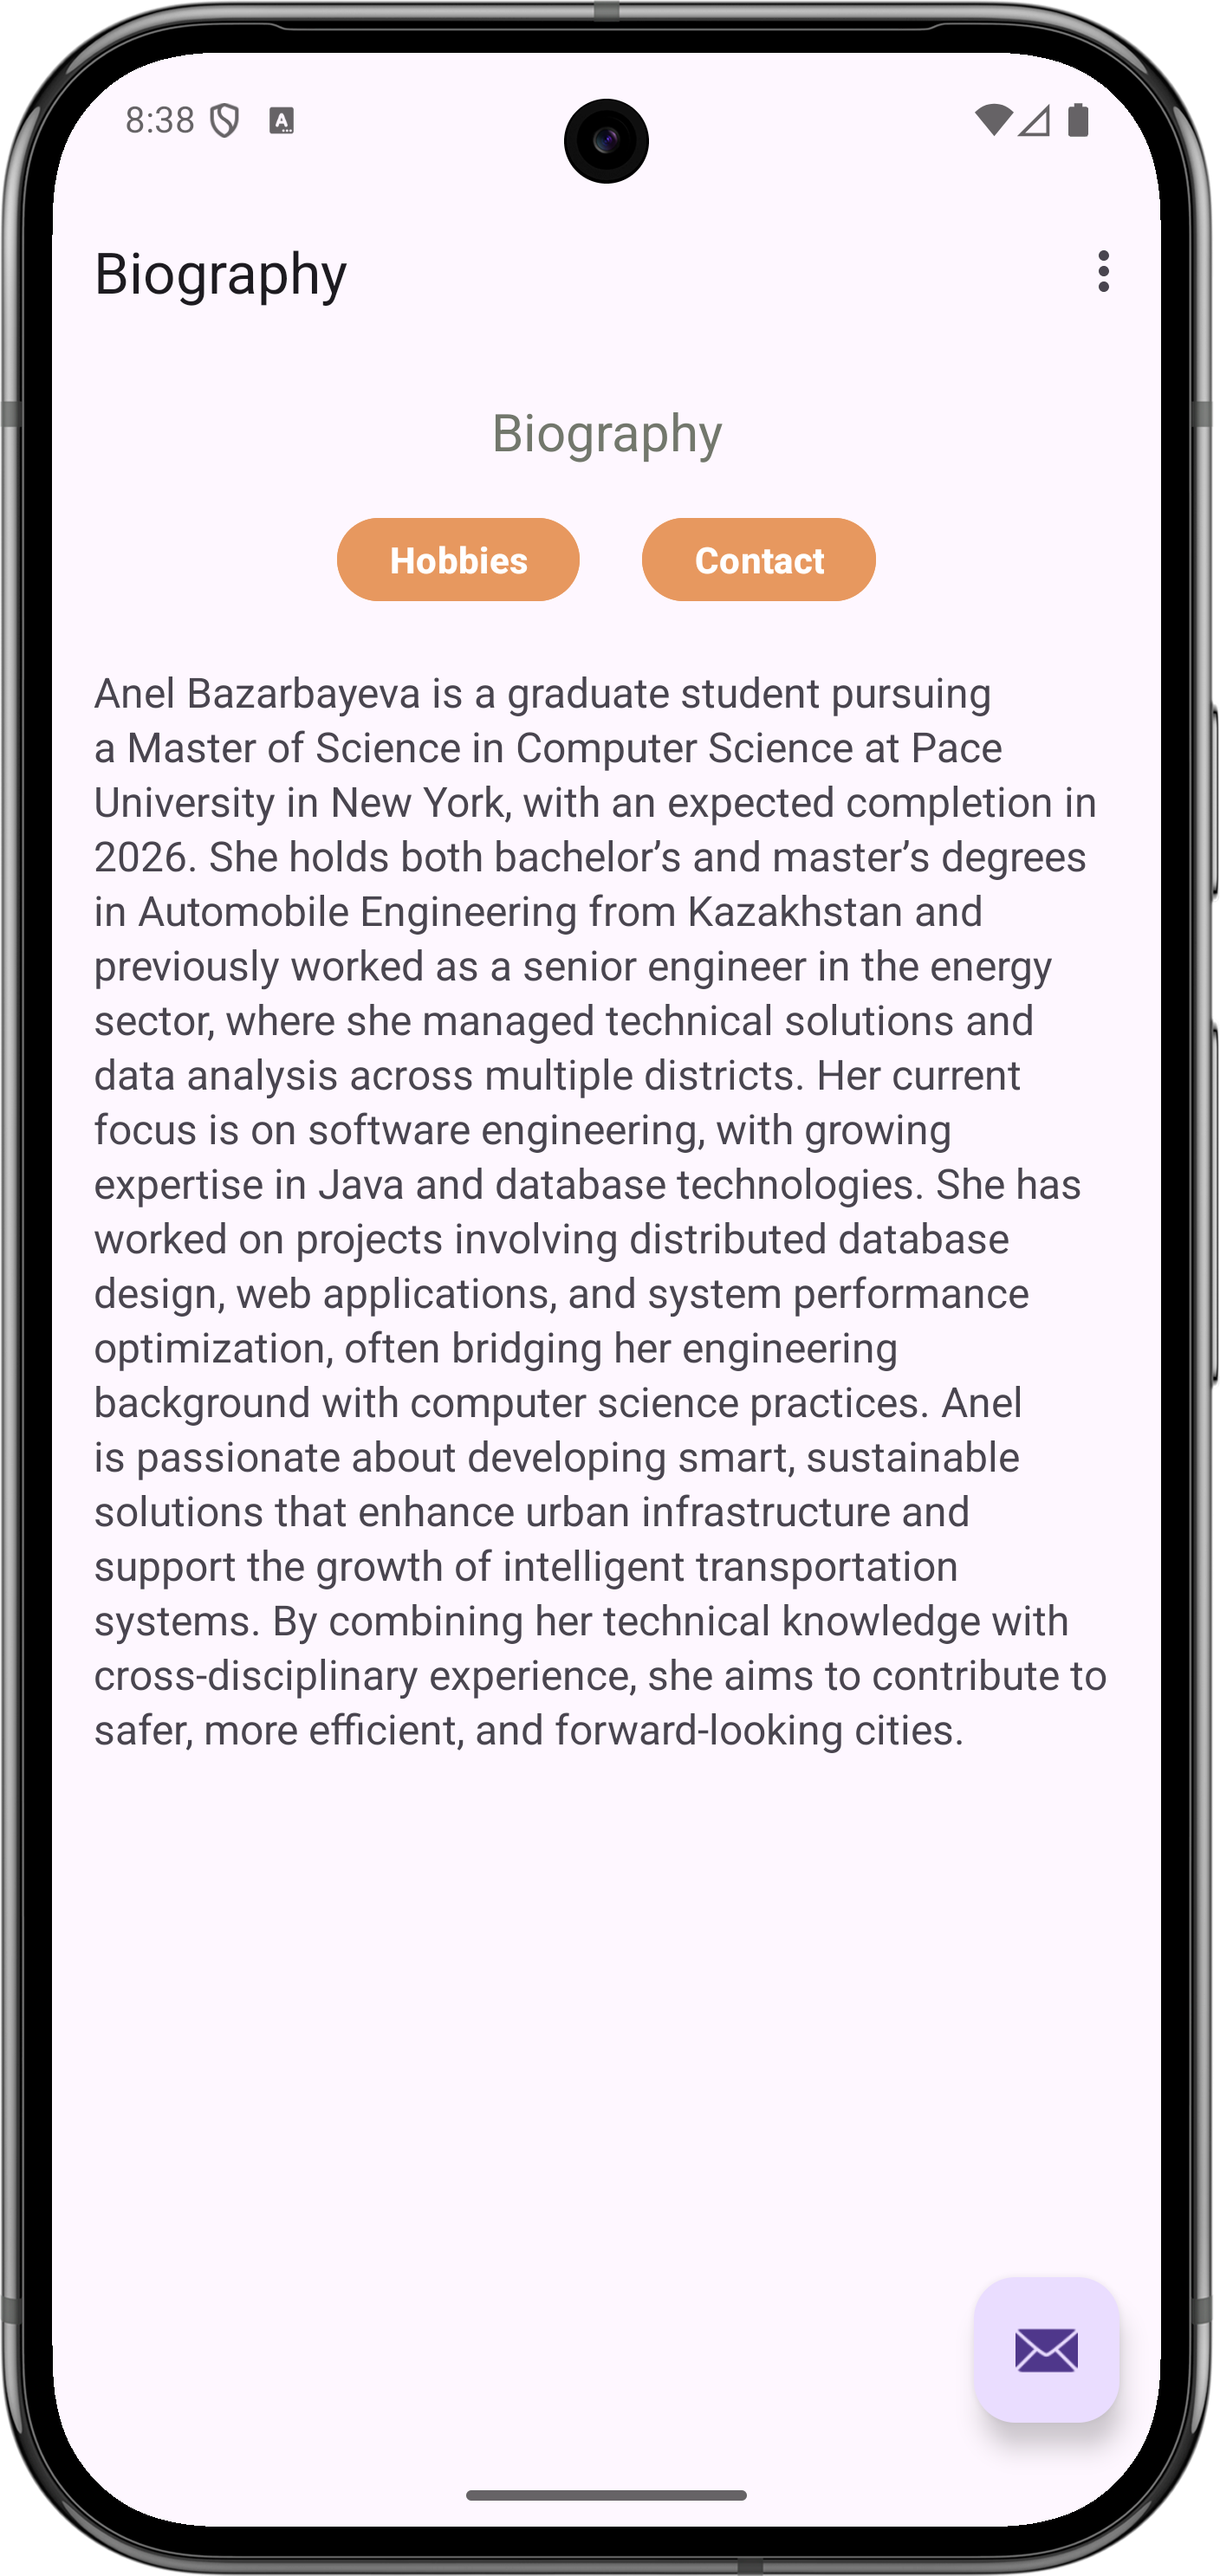 8:38
Biography
Biography
Hobbies Contact
Anel Bazarbayeva is a graduate student pursuing
a Master of Science in Computer Science at Pace
University in New York, with an expected completion in
2026. She holds both bachelor’s and master’s degrees
in Automobile Engineering from Kazakhstan and
previously worked as a senior engineer in the energy
sector, where she managed technical solutions and
data analysis across multiple districts. Her current
focus is on software engineering, with growing
expertise in Java and database technologies. She has
worked on projects involving distributed database
design, web applications, and system performance
optimization, often bridging her engineering
background with computer science practices. Anel
is passionate about developing smart, sustainable
solutions that enhance urban infrastructure and
support the growth of intelligent transportation
systems. By combining her technical knowledge with
cross-disciplinary experience, she aims to contribute to
safer, more efficient, and forward-looking cities.